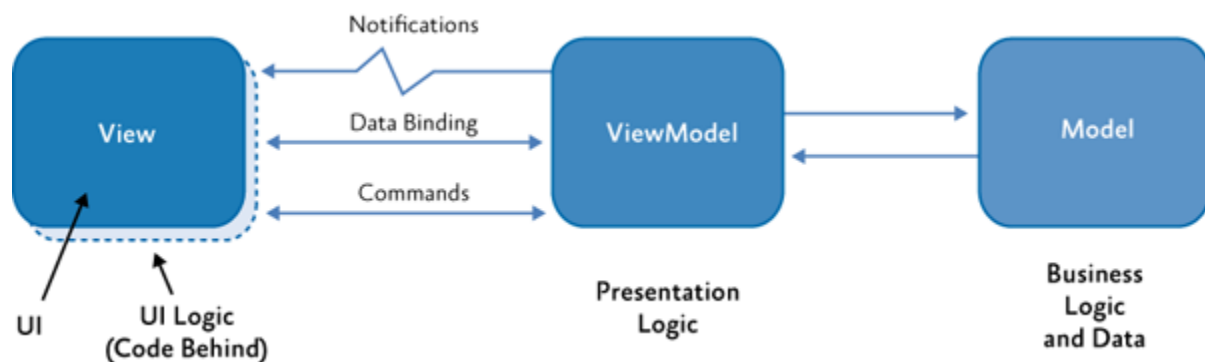 Notifications
View
Data Binding
ViewModel
Model
Commands
UI
UI Logic
(Code Behind)
Presentation
Logic
Business
Logic
and Data